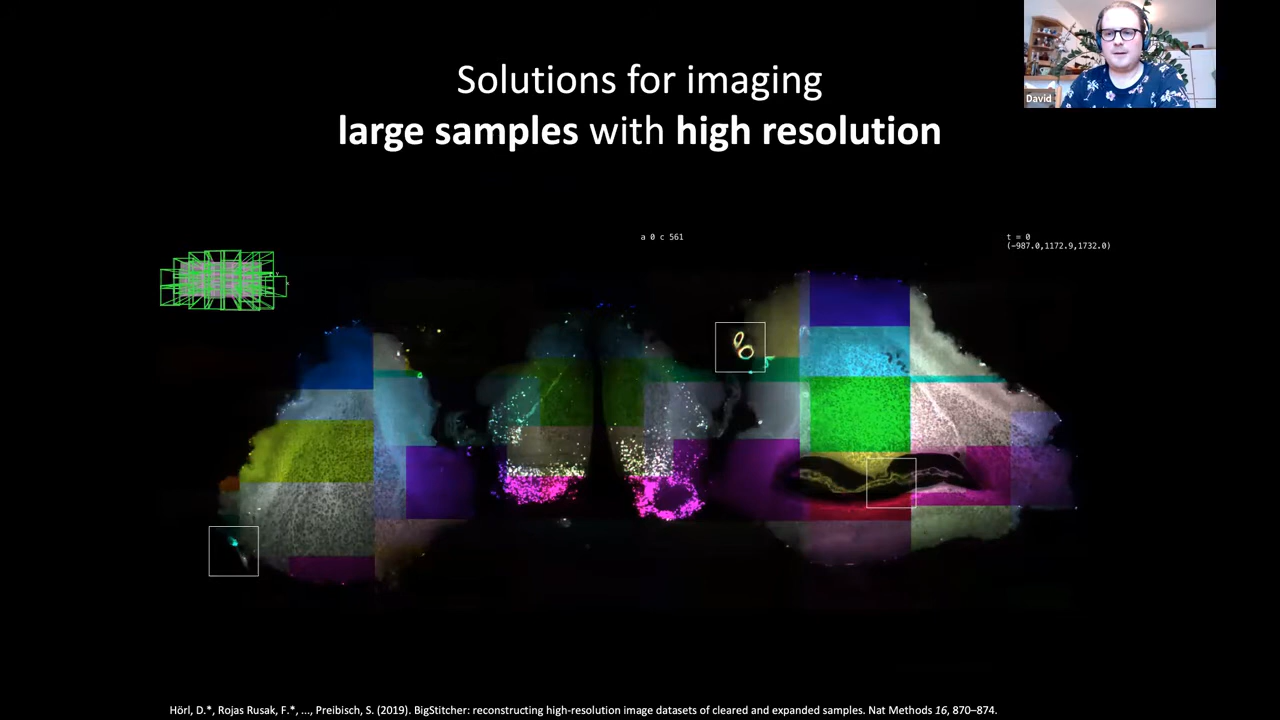 Solutions for imaging
large samples with high resolution
David
a 0 c 561
t = 0
(-987.0,1172.9,1732.0)
Hörl, D.*, Rojas Rusak, F.*, ..., Preibisch, S. (2019). BigStitcher: reconstructing high-resolution image datasets of cleared and expanded samples. Nat Methods 16, 870–874.